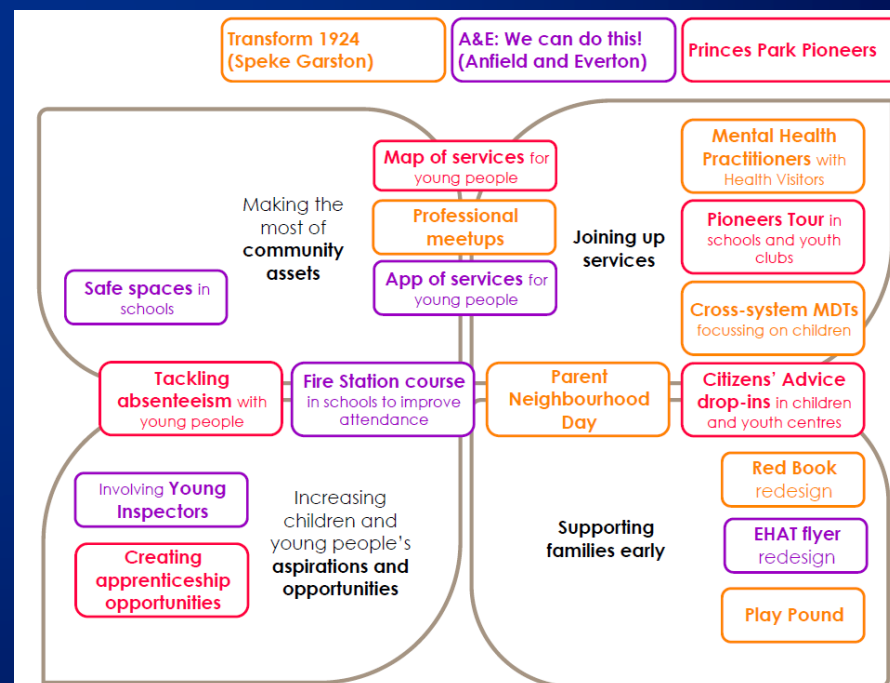 Transform 1924
(Speke Garston)
A&E: We can do this!
(Anfield and Everton)
Princes Park Pioneers
Making the
most of
community
assets
Safe spaces in
schools
Map of services for
young people
Professional
meetups
App of services for
young people
Joining up
services
Mental Health
Practitioners with
Health Visitors
Pioneers Tour in
schools and youth
clubs
Cross-system MDTs
focussing on children
Tackling
absenteeism with
young people
Fire Station course
in schools to improve
attendance
Parent
Neighbourhood
Day
Citizens' Advice
drop-ins in children
and youth centres
Involving Young
Inspectors
Creating
apprenticeship
opportunities
Increasing
children and
young people's
aspirations and
opportunities
Supporting
families early
Red Book
redesign
EHAT flyer
redesign
Play Pound